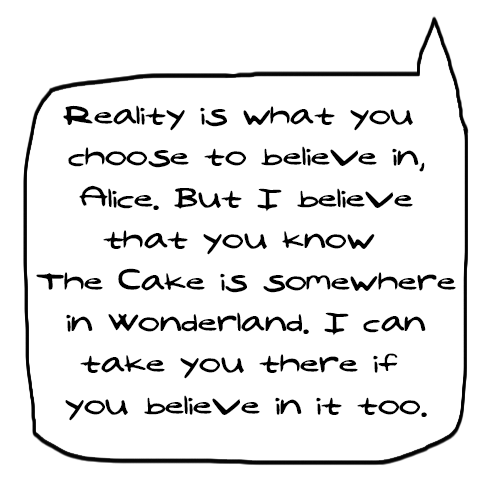 Reality is what you
choose to believe in,
Alice. But I believe
that you know
The Cake is somewhere
in Wonderland. I can
take you there if
you believe in it too.